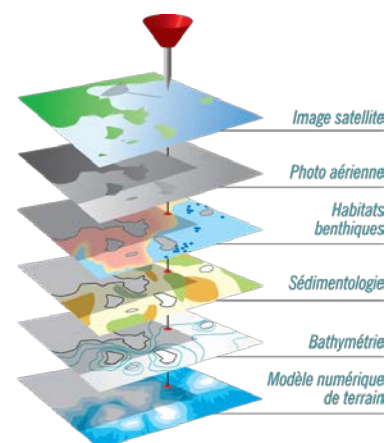 Image satellite
Photo aérienne
Habitats
benthiques
Sédimentologie
Bathymétrie
Modèle numérique
de terrain